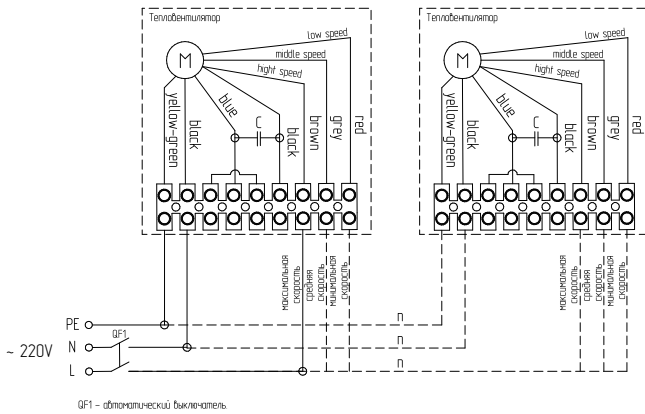 Тепловентилятор
Тепловентилятор
low speed
middle speed
hight speed
M
low speed
middle speed
hight speed
M
yellow-green
black
blue
C
black
brown
grey
red
yellow-green
black
blue
C
black
brown
grey
red
максимальная
скорость
средняя
скорость
минимальная
скорость
максимальная
скорость
средняя
скорость
минимальная
скорость
PE
n
~ 220V
QF1
N
n
L
n
QF1 - автоматический выключатель.